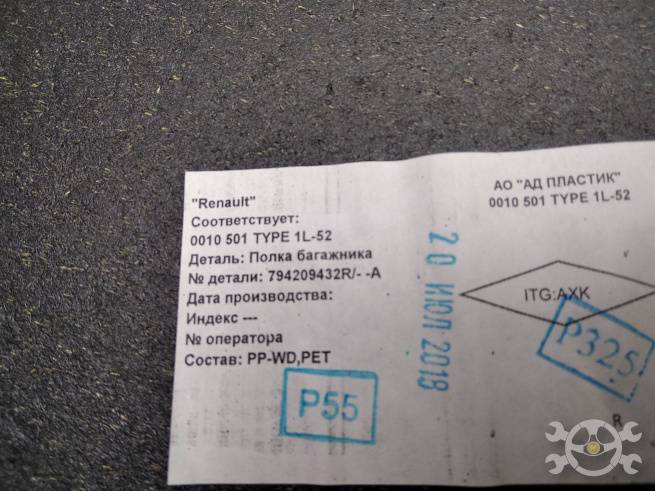 "Renault"
Соответствует:
0010 501 TYPE 1L-52
Деталь: Полка багажника
№ детали: 794209432R/- -A
Дата производства:
Индекс ---
№ оператора
Состав: PP-WD,PET
P55
20 ИЮЛ 2019
АО "АД ПЛАСТИК"
0010 501 TYPE 1L-52
ITG:AXK
P325
R